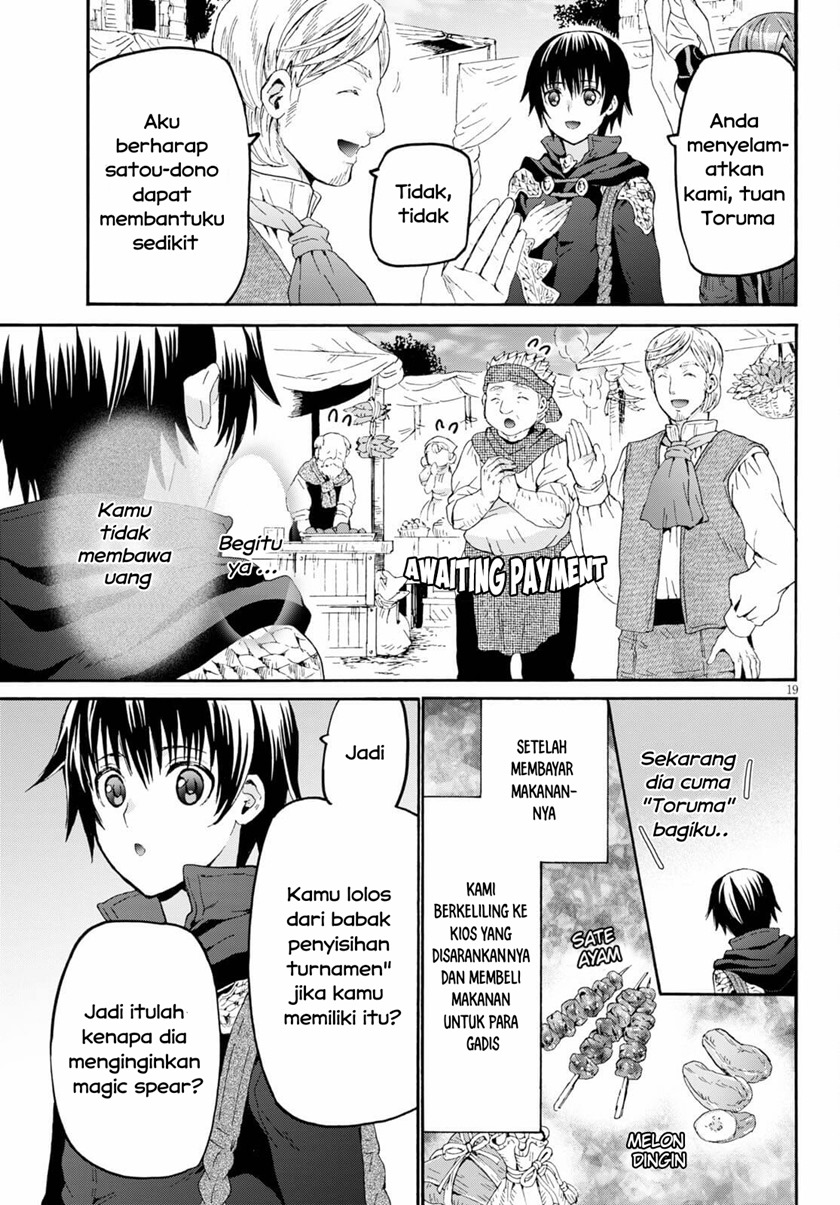 Anda
menyelam-
atkan
kami, tuan
Toruma
Tidak,
tidak
Aku
berharap
satou-dono
dapat
membantuku
sedikit
AWAITING PAYMENT
Begitu
ya ...
Kamu
tidak
membawa
uang
19
Sekarang
dia cuma
"Toruma"
bagiku..
SETELAH
MEMBAYAR
MAKANAN-
NYA
KAMI
BERKELILING KE
KIOS YANG
DISARANKANNYA
DAN MEMBELI
MAKANAN
UNTUK PARA
GADIS
SATE
AYAM
MELON
DINGIN
Jadi
Kamu lolos
dari babak
penyisihan
turnamen"
jika kamu
memiliki itu?
Jadi itulah
kenapa dia
menginginkan
magic spear?